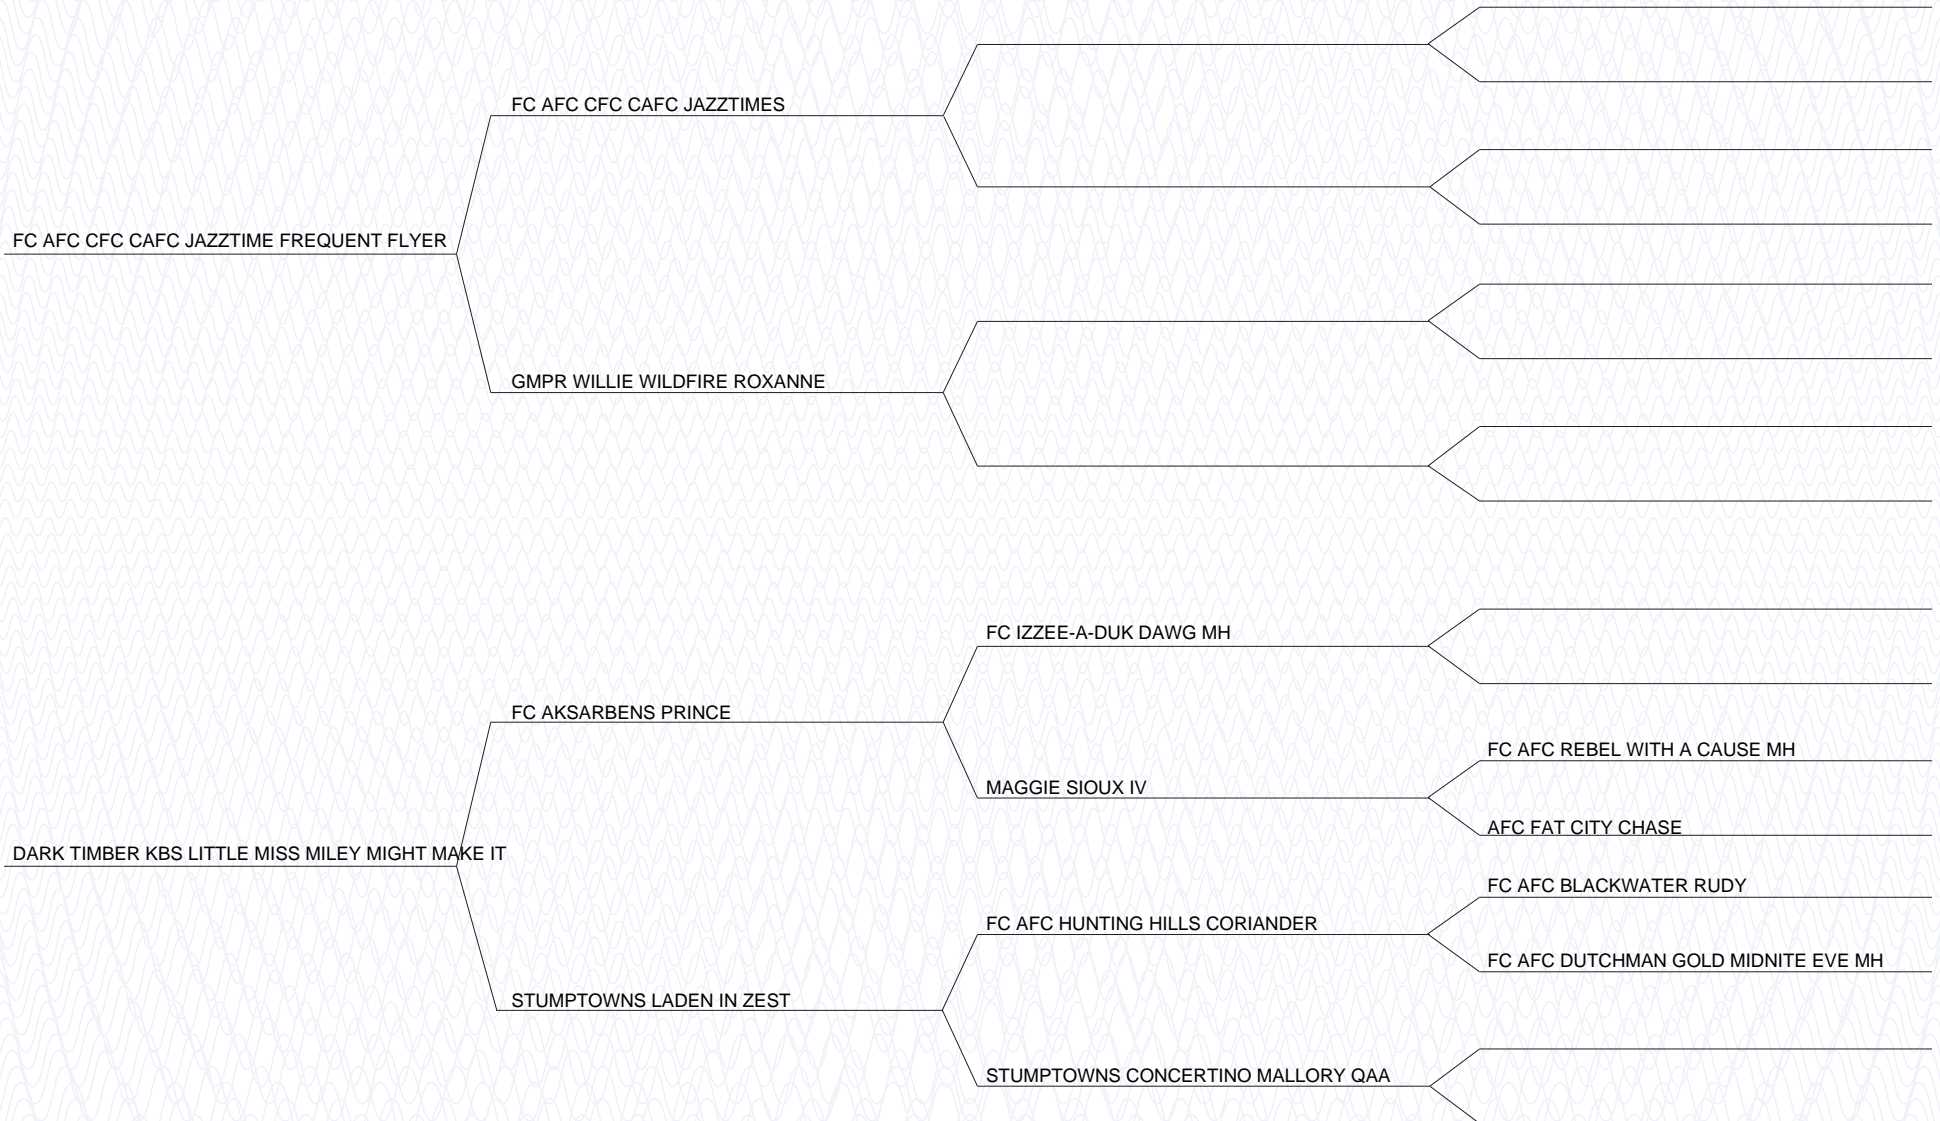 FC AFC CFC CAFC JAZZTIMES
FC AFC CFC CAFC JAZZTIME FREQUENT FLYER
GMPR WILLIE WILDFIRE ROXANNE
FC IZZEE-A-DUK DAWG MH
FC AKSARBENS PRINCE
FC AFC REBEL WITH A CAUSE MH
MAGGIE SIOUX IV
AFC FAT CITY CHASE
DARK TIMBER KBS LITTLE MISS MILEY MIGHT MAKE IT
FC AFC BLACKWATER RUDY
FC AFC HUNTING HILLS CORIANDER
FC AFC DUTCHMAN GOLD MIDNITE EVE MH
STUMPTOWNS LADEN IN ZEST
STUMPTOWNS CONCERTINO MALLORY QAA